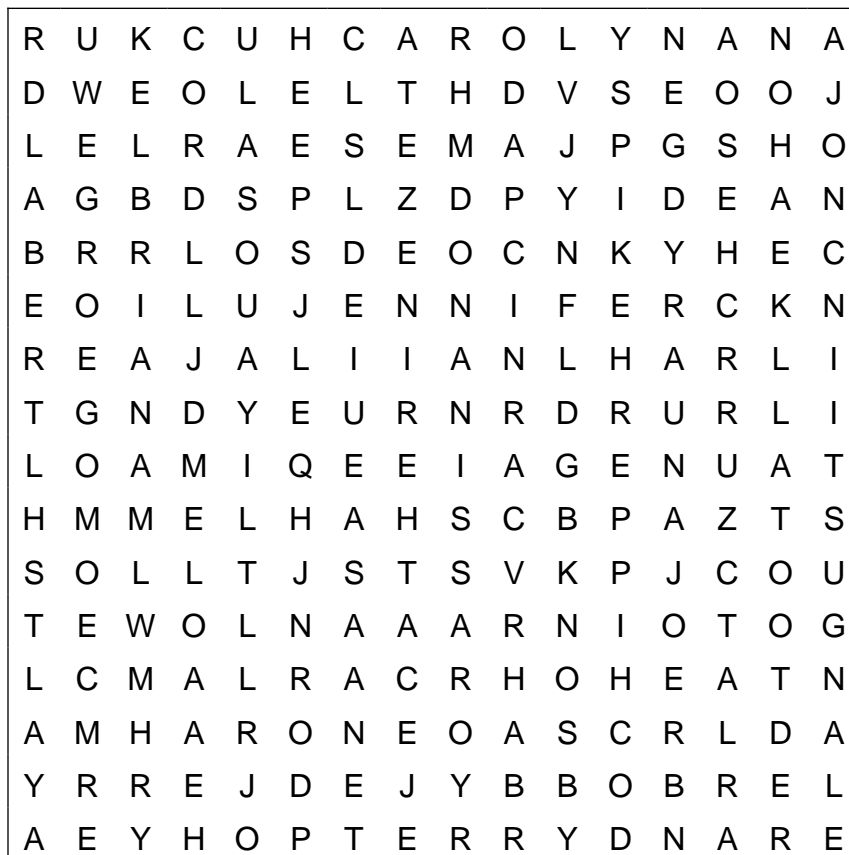 R U K C U H C A R O L Y N A N A
D W E O L E L T H D V S E O O J
L E L R A E S E M A J P G S H O
A G B D S P L Z D P Y I D E A N
B R R L O S D E O C N K Y H E C
E O I L U J E N N I F E R C K N
R E A J A L I I A N L H A R L I
T G N D Y E U R N R D R U R L I
L O A M I Q E E I A G E N U A T
H M M E L H A H S C B P A Z T S
S O L L T J S T S V K P J C O U
T E W O L N A A A R N I O T O G
L C M A L R A C R H O H E A T N
A M H A R O N E O A S C R L D A
Y R R E J D E J Y B B O B R E L
A E Y H O P T E R R Y D N A R E